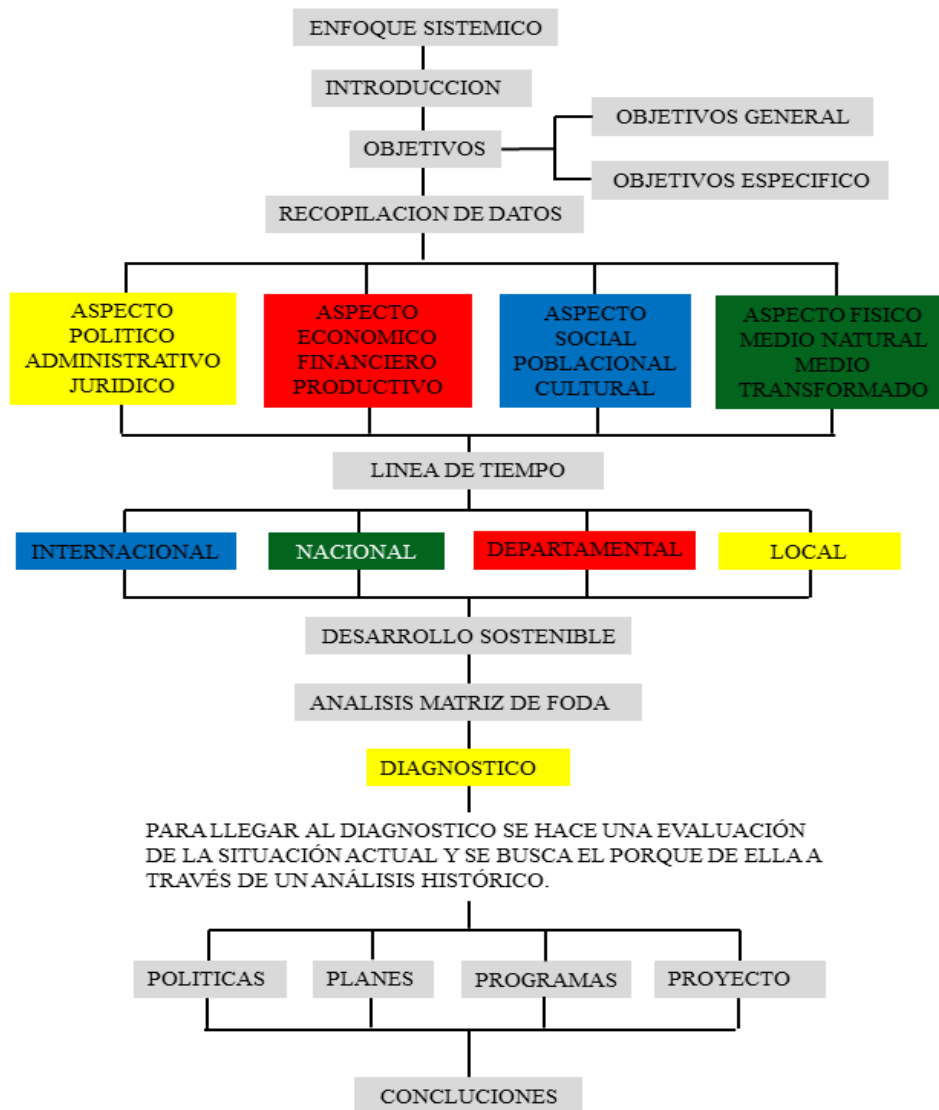 ENFOQUE SISTEMICO
INTRODUCCION
OBJETIVOS
OBJETIVOS GENERAL
OBJETIVOS ESPECIFICO
RECOPILACION DE DATOS
ASPECTO
POLITICO
ADMINISTRATIVO
JURIDICO
ASPECTO
ECONOMICO
FINANCIERO
PRODUCTIVO
ASPECTO
SOCIAL
POBLACIONAL
CULTURAL
ASPECTO FISICO
MEDIO NATURAL
MEDIO
TRANSFORMADO
LINEA DE TIEMPO
INTERNACIONAL
NACIONAL
DEPARTAMENTAL
LOCAL
DESARROLLO SOSTENIBLE
ANALISIS MATRIZ DE FODA
DIAGNOSTICO
PARA LLEGAR AL DIAGNOSTICO SE HACE UNA EVALUACIÓN
DE LA SITUACIÓN ACTUAL Y SE BUSCA EL PORQUE DE ELLA A
TRAVÉS DE UN ANÁLISIS HISTÓRICO.
POLITICAS
PLANES
PROGRAMAS
PROYECTO
CONCLUCIONES